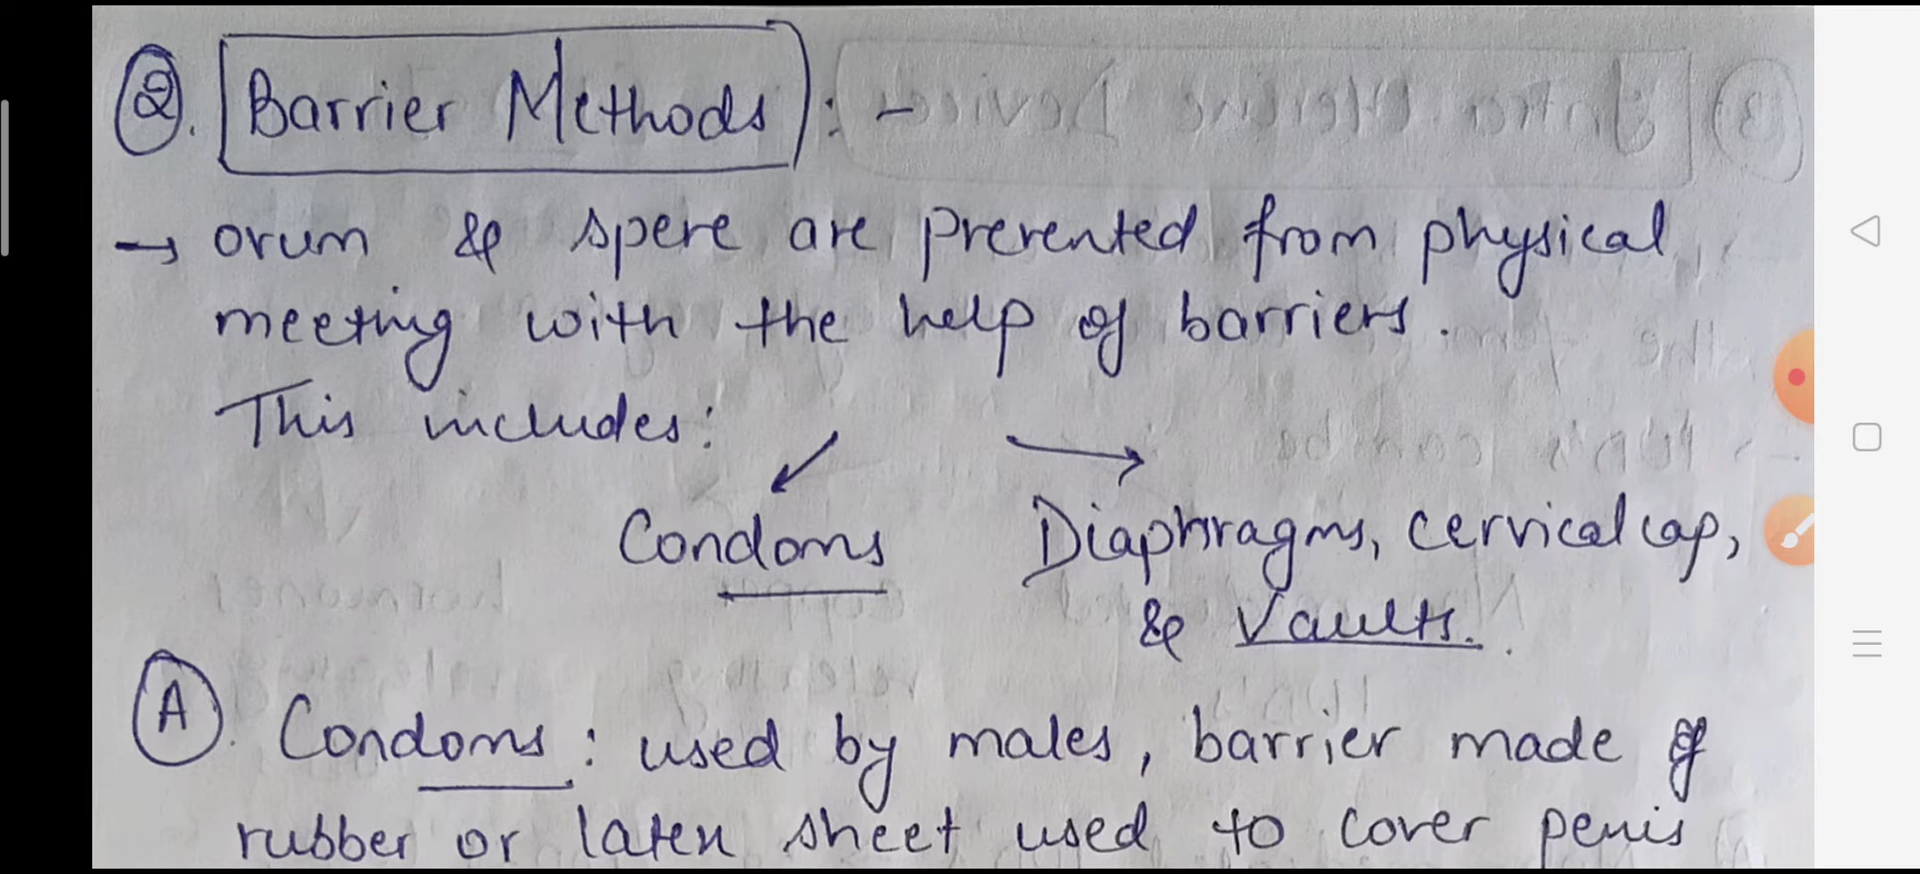 2. Barrier Methods : -
→ ovum & spere are prevented from physical
meeting with the help of barriers.
This includes:
Condoms Diaphragms, cervical cap,
& Vaults.
A. Condoms : used by males, barrier made of
rubber or latex sheet used to cover penis